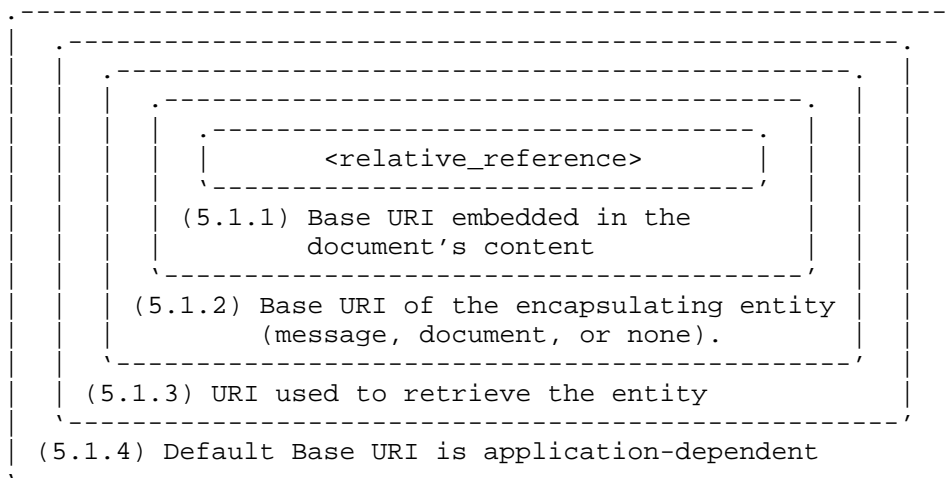 <relative_reference>
(5.1.1) Base URI embedded in the
document's content
(5.1.2) Base URI of the encapsulating entity
(message, document, or none).
(5.1.3) URI used to retrieve the entity
(5.1.4) Default Base URI is application-dependent